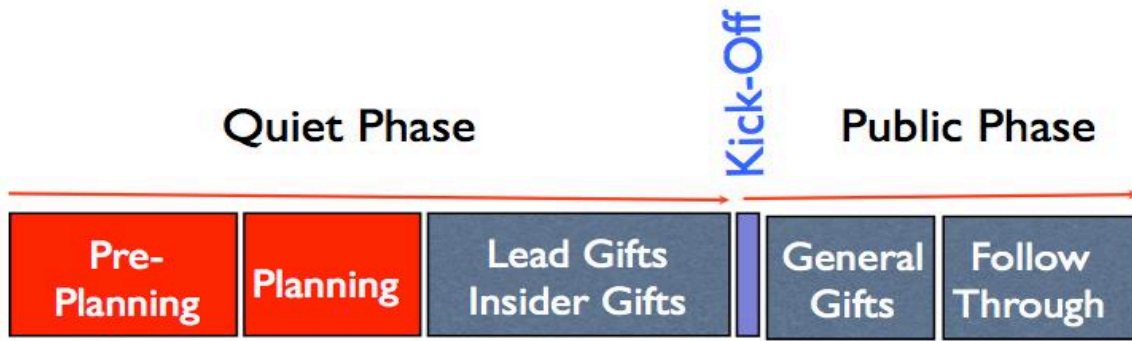 Quiet Phase
Kick-Off
Public Phase
Pre-
Planning
Planning
Lead Gifts
Insider Gifts
General
Gifts
Follow
Through